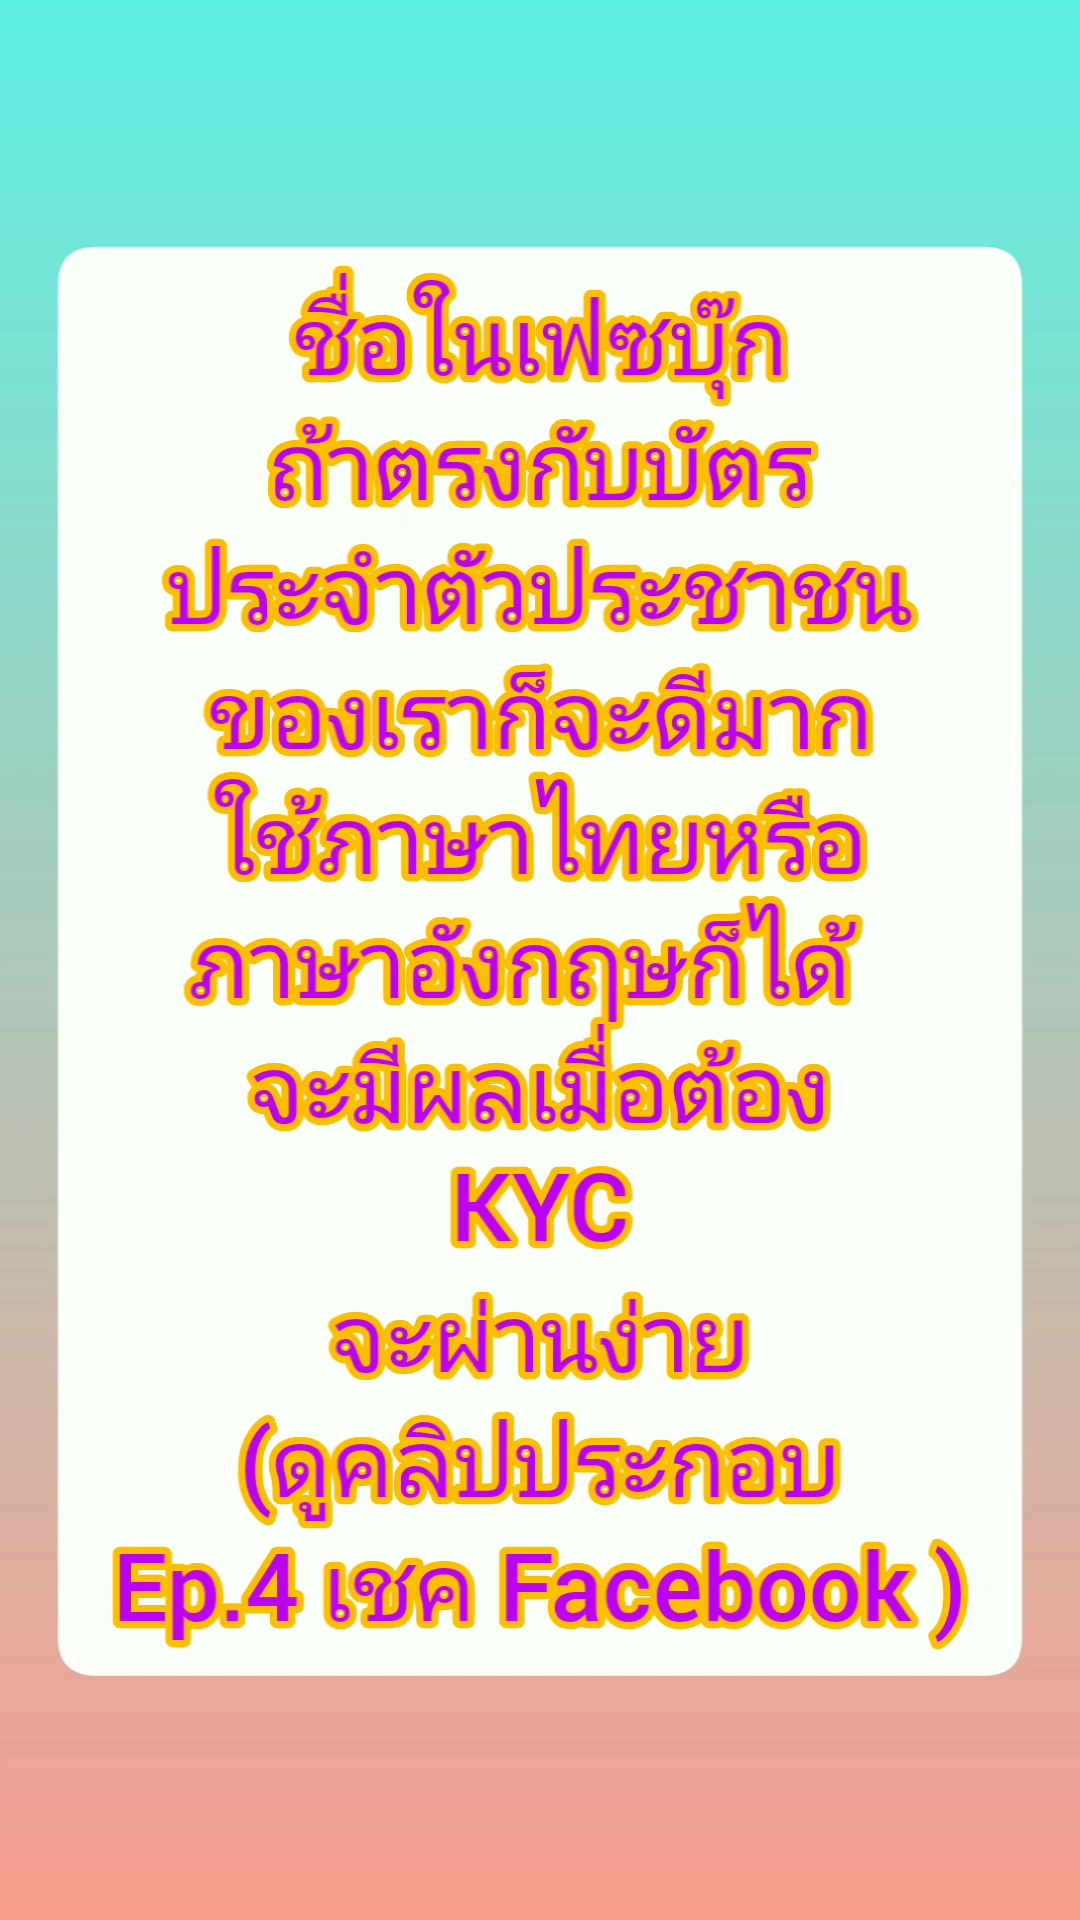 ชื่อในเฟซบุ๊ก
ถ้าตรงกับบัตร
ประจำตัวประชาชน
ของเราก็จะดีมาก
ใช้ภาษาไทยหรือ
ภาษาอังกฤษก็ได้
จะมีผลเมื่อต้อง
KYC
จะผ่านง่าย
(ดูคลิปประกอบ
Ep.4 เชค Facebook )